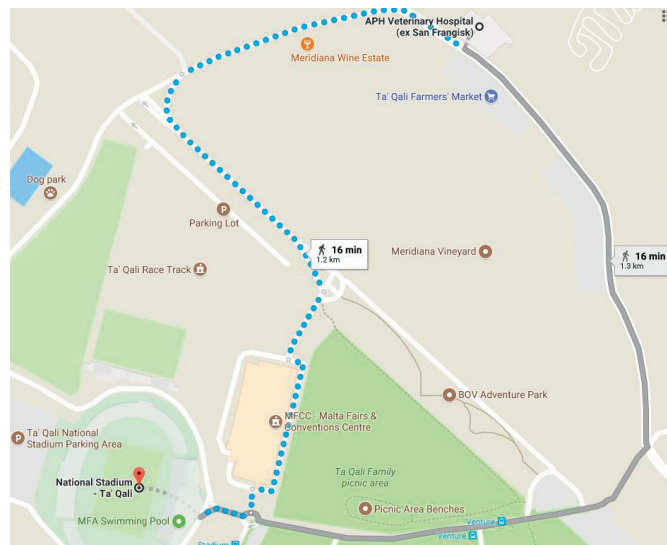 APH Veterinary Hospital
(ex San Frangisk)
Meridiana Wine Estate
Ta' Qali Farmers' Market
Dog park
Parking Lot
16 min
1.2 km
Meridiana Vineyard
16 min
1.3 km
Ta' Qali Race Track
BOV Adventure Park
MFCC - Malta Fairs &
Conventions Centre
Ta' Qali National
Stadium Parking Area
Ta Qali Family
picnic area
National Stadium
- Ta' Qali
Picnic Area Benches
MFA Swimming Pool
Venture
Venture
Stadium